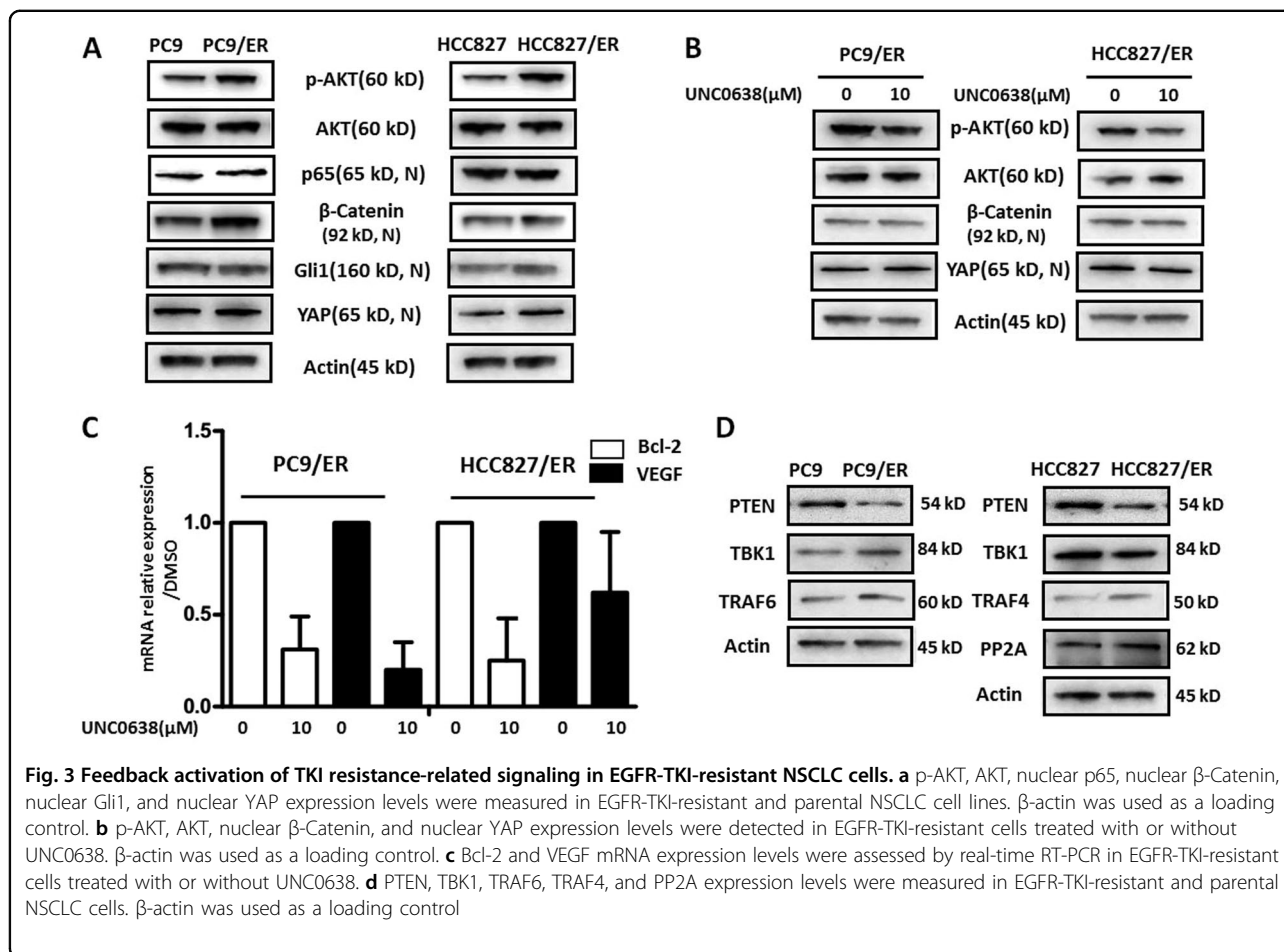 A
PC9 PC9/ER
HCC827 HCC827/ER
p-AKT(60 kD)
AKT(60 kD)
p65(65 kD, N)
β-Catenin
(92 kD, N)
Gli1(160 kD, N)
YAP(65 kD, N)
Actin(45 kD)
B
PC9/ER
HCC827/ER
UNC0638(μM) 0 10
UNC0638(μM) 0 10
p-AKT(60 kD)
AKT(60 kD)
β-Catenin
(92 kD, N)
YAP(65 kD, N)
Actin(45 kD)
C
mRNA relative expression
/DMSO
1.5
1.0
0.5
0.0
PC9/ER
HCC827/ER
Bcl-2
VEGF
UNC0638(μM) 0 10 0 10 0 10 0 10
D
PC9 PC9/ER
PTEN 54 kD
TBK1 84 kD
TRAF6 60 kD
Actin 45 kD
HCC827 HCC827/ER
PTEN 54 kD
TBK1 84 kD
TRAF4 50 kD
PP2A 62 kD
Actin 45 kD
Fig. 3 Feedback activation of TKI resistance-related signaling in EGFR-TKI-resistant NSCLC cells. a p-AKT, AKT, nuclear p65, nuclear β-Catenin,
nuclear Gli1, and nuclear YAP expression levels were measured in EGFR-TKI-resistant and parental NSCLC cell lines. β-actin was used as a loading
control. b p-AKT, AKT, nuclear β-Catenin, and nuclear YAP expression levels were detected in EGFR-TKI-resistant cells treated with or without
UNC0638. β-actin was used as a loading control. c Bcl-2 and VEGF mRNA expression levels were assessed by real-time RT-PCR in EGFR-TKI-resistant
cells treated with or without UNC0638. d PTEN, TBK1, TRAF6, TRAF4, and PP2A expression levels were measured in EGFR-TKI-resistant and parental
NSCLC cells. β-actin was used as a loading control